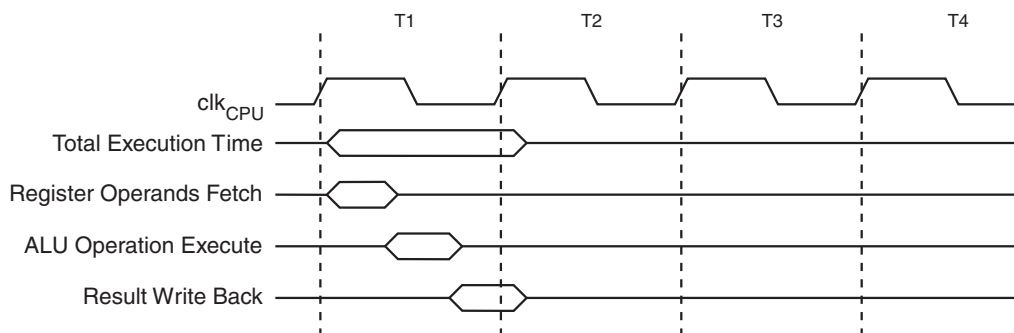 T1 T2 T3 T4
clkCPU
Total Execution Time
Register Operands Fetch
ALU Operation Execute
Result Write Back